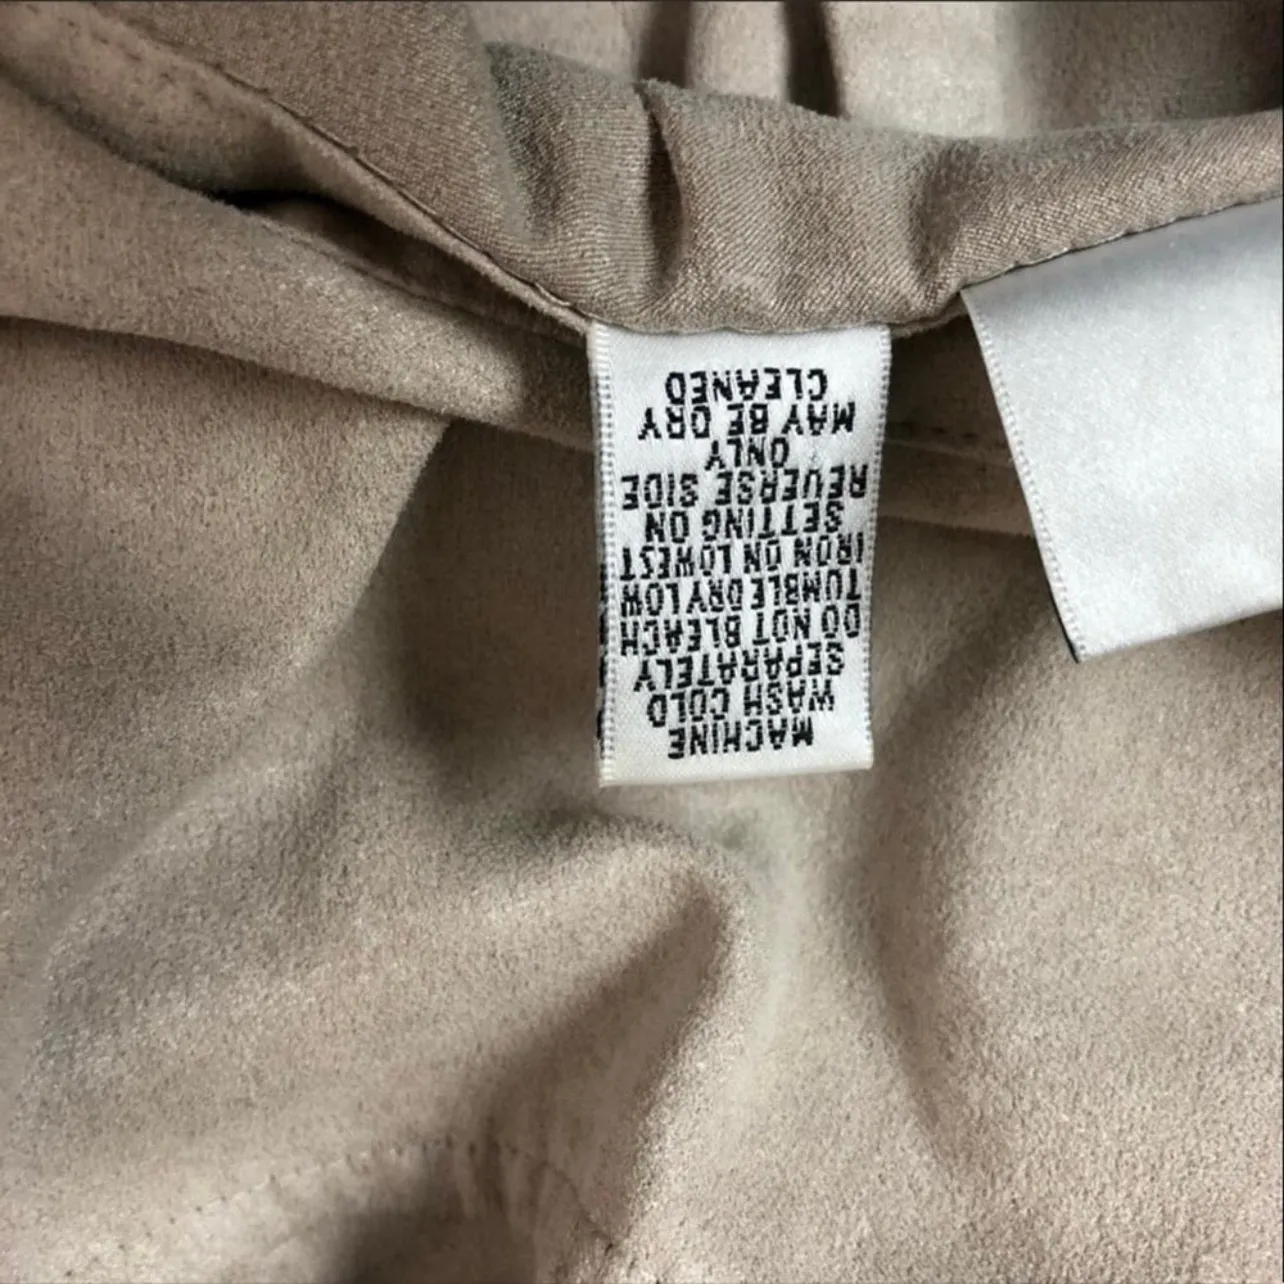 MACHINE
WASH COLD
SEPARATELY
DO NOT BLEACH
TUMBLE DRY LOW
IRON ON LOWEST
SETTING ON
REVERSE SIDE
ONLY
MAY BE DRY
CLEANED